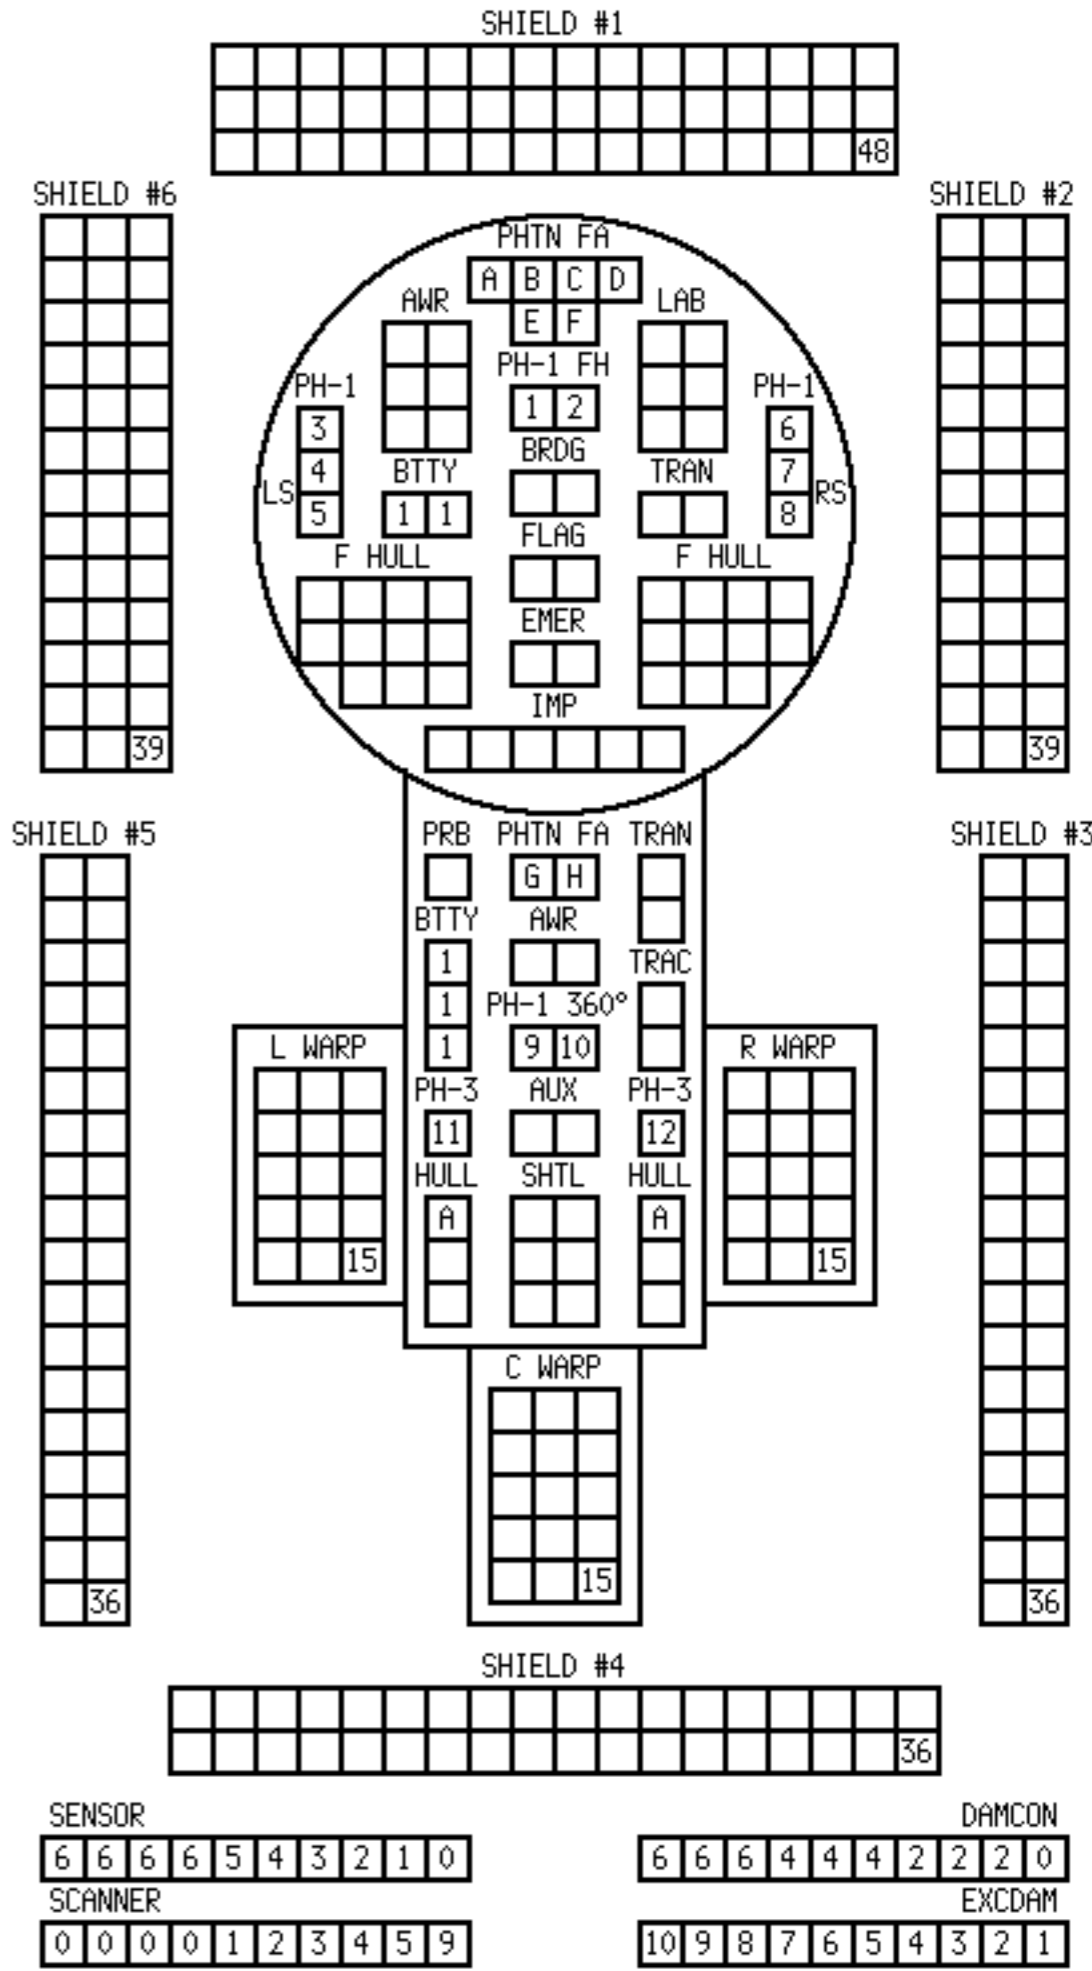 SHIELD #1
48
SHIELD #6
SHIELD #2
PHTN FA
A B C D
AWR
LAB
E F
PH-1 FH
PH-1
PH-1
1 2
3
6
BRDG
4
BTTY
TRAN
7
LS
RS
5
1 1
8
FLAG
F HULL
F HULL
EMER
IMP
39
39
SHIELD #5
PRB
PHTN FA
TRAN
SHIELD #3
G H
BTTY
AWR
1
TRAC
1
PH-1 360°
1
9 10
L WARP
R WARP
PH-3
AUX
PH-3
11
12
HULL
SHTL
HULL
A
A
15
15
C WARP
15
36
36
SHIELD #4
36
SENSOR
DAMCON
6 6 6 6 5 4 3 2 1 0
6 6 6 4 4 4 2 2 2 0
SCANNER
EXCDAM
0 0 0 0 1 2 3 4 5 9
10 9 8 7 6 5 4 3 2 1